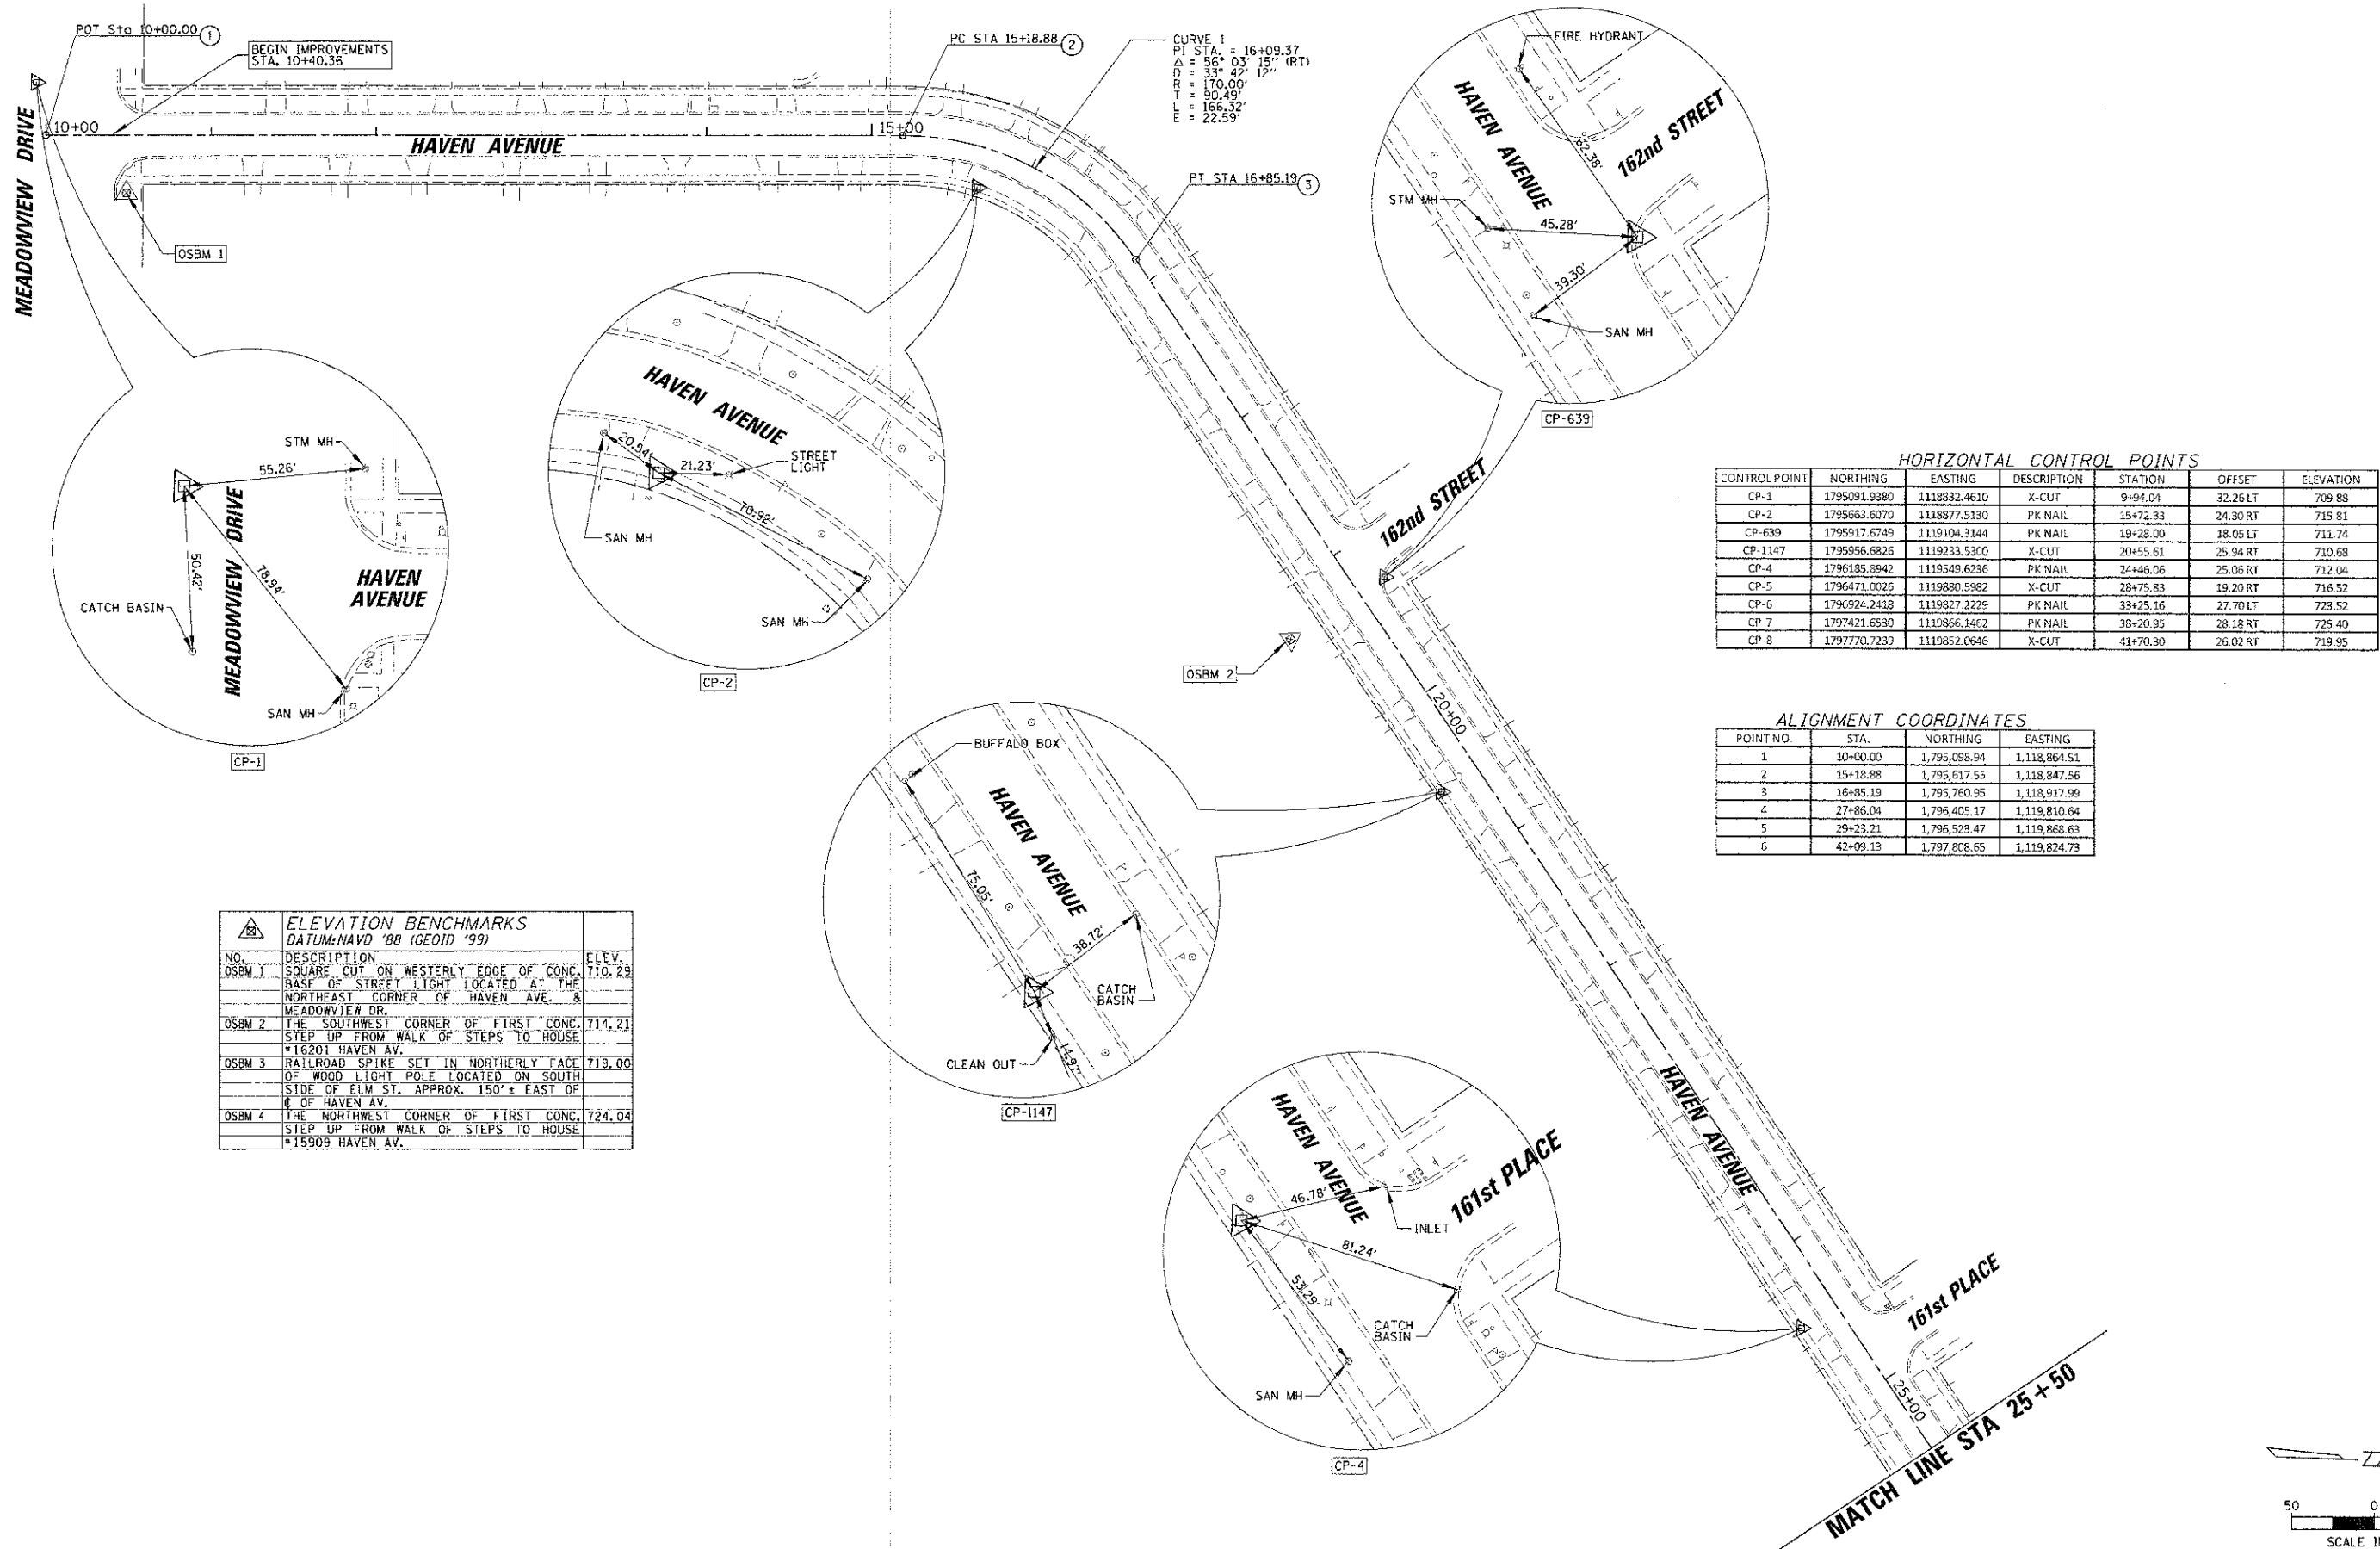 POT Sta 10+00.00 1
BEGIN IMPROVEMENTS
STA. 10+40.36
PC STA 15+18.88 2
CURVE 1
PI STA. = 16+09.37
Δ = 56° 03' 15" (RT)
D = 33° 42' 12"
R = 170.00'
T = 90.49'
L = 166.32'
E = 22.59'
PT STA 16+85.19 3
MEADOWVIEW DRIVE
10+00
HAVEN AVENUE
15+00
OSBM 1
FIRE HYDRANT
HAVEN AVENUE
162nd STREET
62.38'
STM MH
45.28'
39.30'
SAN MH
CP-639
STM MH
55.26'
50.42'
78.94'
MEADOWVIEW DRIVE
HAVEN
AVENUE
CATCH BASIN
SAN MH
CP-1
HAVEN AVENUE
20.94'
21.23'
STREET
LIGHT
70.92'
SAN MH
SAN MH
CP-2
162nd STREET
OSBM 2
20+00
HORIZONTAL CONTROL POINTS
CONTROL POINT NORTHING EASTING DESCRIPTION STATION OFFSET ELEVATION
CP-1 1795091.9380 1118832.4610 X-CUT 9+94.04 32.26 LT 709.88
CP-2 1795663.6070 1118877.5130 PK NAIL 15+72.33 24.30 RT 715.81
CP-639 1795917.6749 1119104.3144 PK NAIL 19+28.00 18.05 LT 711.74
CP-1147 1795956.6826 1119233.5300 X-CUT 20+55.61 25.94 RT 710.68
CP-4 1796185.8942 1119549.6236 PK NAIL 24+46.06 25.06 RT 712.04
CP-5 1796471.0026 1119880.5982 X-CUT 28+75.83 19.20 RT 716.52
CP-6 1796924.2418 1119827.2229 PK NAIL 33+25.16 27.70 LT 723.52
CP-7 1797421.6530 1119866.1462 PK NAIL 38+20.95 28.18 RT 725.40
CP-8 1797770.7239 1119852.0646 X-CUT 41+70.30 26.02 RT 719.95
ALIGNMENT COORDINATES
POINT NO. STA. NORTHING EASTING
1 10+00.00 1,795,098.94 1,118,864.51
2 15+18.88 1,795,617.55 1,118,847.56
3 16+85.19 1,795,760.95 1,118,917.99
4 27+86.04 1,796,405.17 1,119,810.64
5 29+23.21 1,796,523.47 1,119,868.63
6 42+09.13 1,797,808.65 1,119,824.73
BUFFALO BOX
HAVEN AVENUE
75.05'
38.72'
CATCH
BASIN
CLEAN OUT
14.97'
CP-1147
ELEVATION BENCHMARKS
DATUM:NAVD '88 (GEOID '99)
NO. DESCRIPTION ELEV.
OSBM 1 SQUARE CUT ON WESTERLY EDGE OF CONC. 710.29
BASE OF STREET LIGHT LOCATED AT THE
NORTHEAST CORNER OF HAVEN AVE. &
MEADOWVIEW DR.
OSBM 2 THE SOUTHWEST CORNER OF FIRST CONC. 714.21
STEP UP FROM WALK OF STEPS TO HOUSE
#16201 HAVEN AV.
OSBM 3 RAILROAD SPIKE SET IN NORTHERLY FACE 719.00
OF WOOD LIGHT POLE LOCATED ON SOUTH
SIDE OF ELM ST. APPROX. 150'± EAST OF
℄ OF HAVEN AV.
OSBM 4 THE NORTHWEST CORNER OF FIRST CONC. 724.04
STEP UP FROM WALK OF STEPS TO HOUSE
#15909 HAVEN AV.
HAVEN AVENUE
161st PLACE
46.78'
INLET
81.24'
53.29'
CATCH
BASIN
SAN MH
CP-4
HAVEN AVENUE
161st PLACE
25+00
MATCH LINE STA 25+50
50 0
SCALE